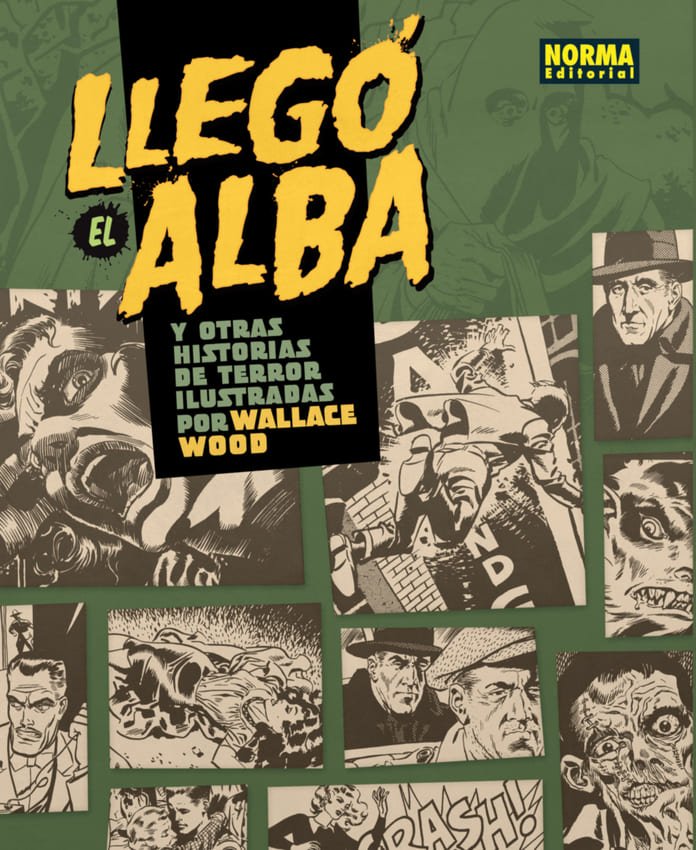 NORMA
Editorial
LLEGÓ
EL
ALBA
Y OTRAS
HISTORIAS
DE TERROR
ILUSTRADAS
POR WALLACE
WOOD
RASH!